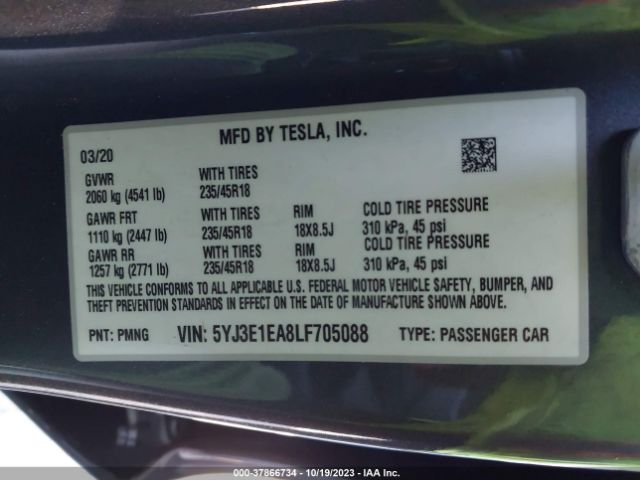 MFD BY TESLA, INC.
03/20
GVWR WITH TIRES
2060 kg (4541 lb) 235/45R18
GAWR FRT WITH TIRES RIM COLD TIRE PRESSURE
1110 kg (2447 lb) 235/45R18 18X8.5J 310 kPa, 45 psi
GAWR RR WITH TIRES RIM COLD TIRE PRESSURE
1257 kg (2771 lb) 235/45R18 18X8.5J 310 kPa, 45 psi
THIS VEHICLE CONFORMS TO ALL APPLICABLE U.S. FEDERAL MOTOR VEHICLE SAFETY, BUMPER, AND
THEFT PREVENTION STANDARDS IN EFFECT ON THE DATE OF MANUFACTURE SHOWN ABOVE.
PNT: PMNG VIN: 5YJ3E1EA8LF705088 TYPE: PASSENGER CAR
000-37866734 - 10/19/2023 - IAA Inc.